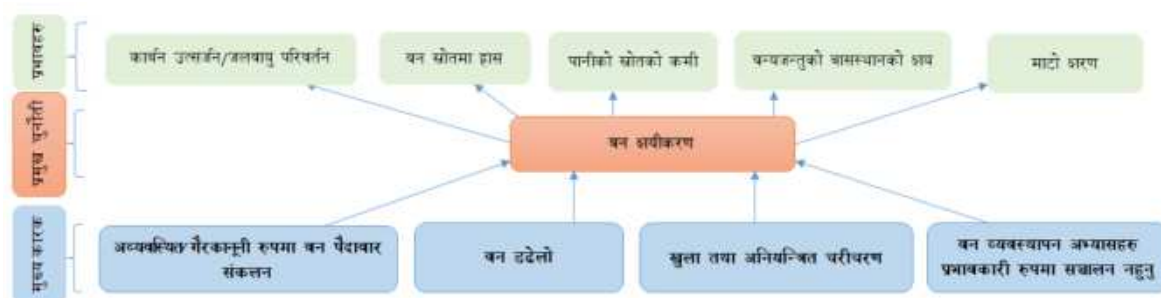 प्रभावहरु
कार्बन उत्सर्जन/जलवायु परिवर्तन
वन स्रोतमा ह्रास
पानीको स्रोतको कमी
वन्यजन्तुको बासस्थानको क्षय
माटो क्षरण
प्रमुख चुनौती
वन क्षयीकरण
मुख्य कारक
अव्यवस्थित/गैरकानूनी रुपमा वन पैदावार
संकलन
वन डढेलो
खुला तथा अनियन्त्रित चरीचरण
वन व्यवस्थापन अभ्यासहरु
प्रभावकारी रुपमा सञ्चालन नहुनु